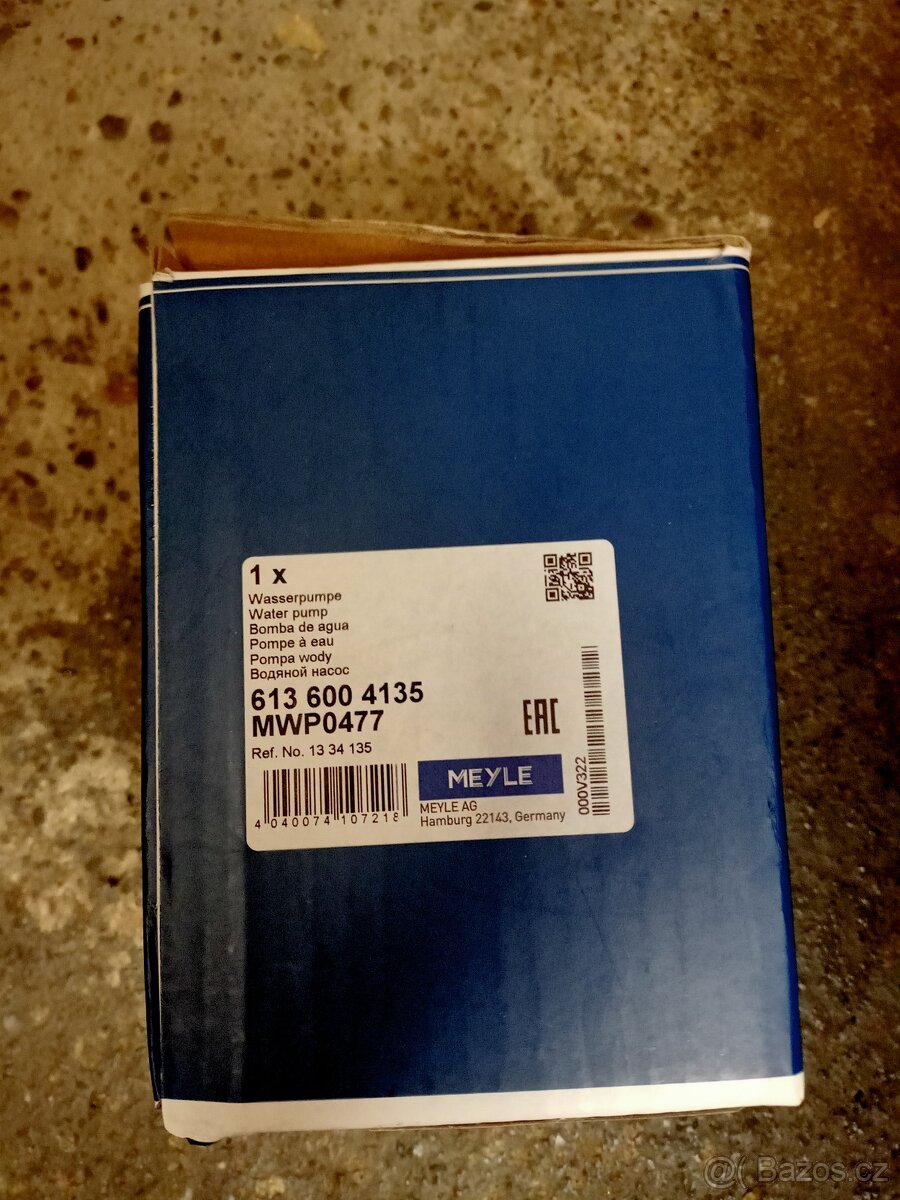 1 x
Wasserpumpe
Water pump
Bomba de agua
Pompe à eau
Pompa wody
Водяной насос
613 600 4135
MWP0477
EAC
Ref. No. 13 34 135
MEYLE
MEYLE AG
Hamburg 22143, Germany
4 040074 107218
000V322
@ Bazos.cz